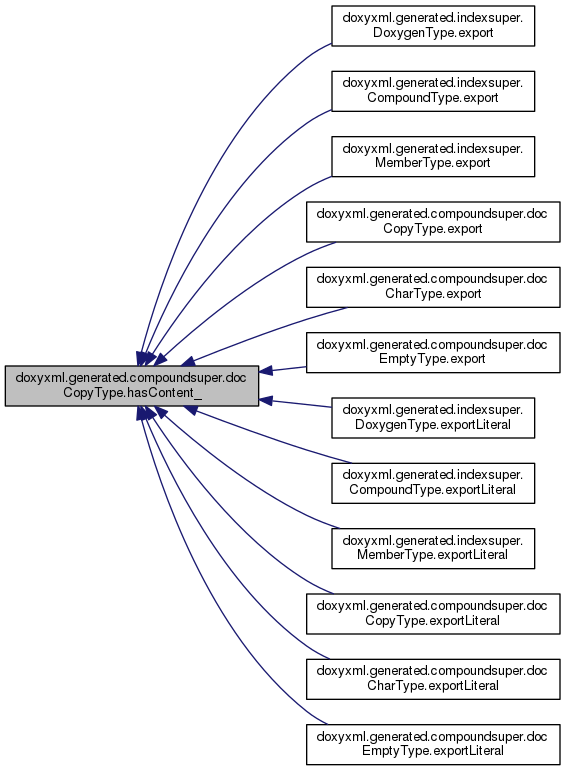 doxyxml.generated.indexsuper.
DoxygenType.export
doxyxml.generated.indexsuper.
CompoundType.export
doxyxml.generated.indexsuper.
MemberType.export
doxyxml.generated.compoundsuper.doc
CopyType.export
doxyxml.generated.compoundsuper.doc
CharType.export
doxyxml.generated.compoundsuper.doc
EmptyType.export
doxyxml.generated.compoundsuper.doc
CopyType.hasContent_
doxyxml.generated.indexsuper.
DoxygenType.exportLiteral
doxyxml.generated.indexsuper.
CompoundType.exportLiteral
doxyxml.generated.indexsuper.
MemberType.exportLiteral
doxyxml.generated.compoundsuper.doc
CopyType.exportLiteral
doxyxml.generated.compoundsuper.doc
CharType.exportLiteral
doxyxml.generated.compoundsuper.doc
EmptyType.exportLiteral